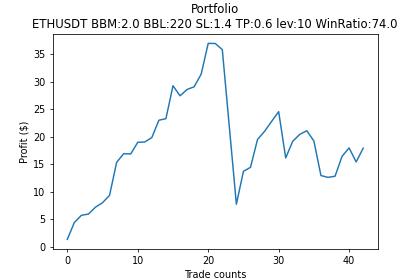 Portfolio
ETHUSDT BBM:2.0 BBL:220 SL:1.4 TP:0.6 lev:10 WinRatio:74.0
35
30
25
20
15
10
5
0
Profit ($)
0 10 20 30 40
Trade counts